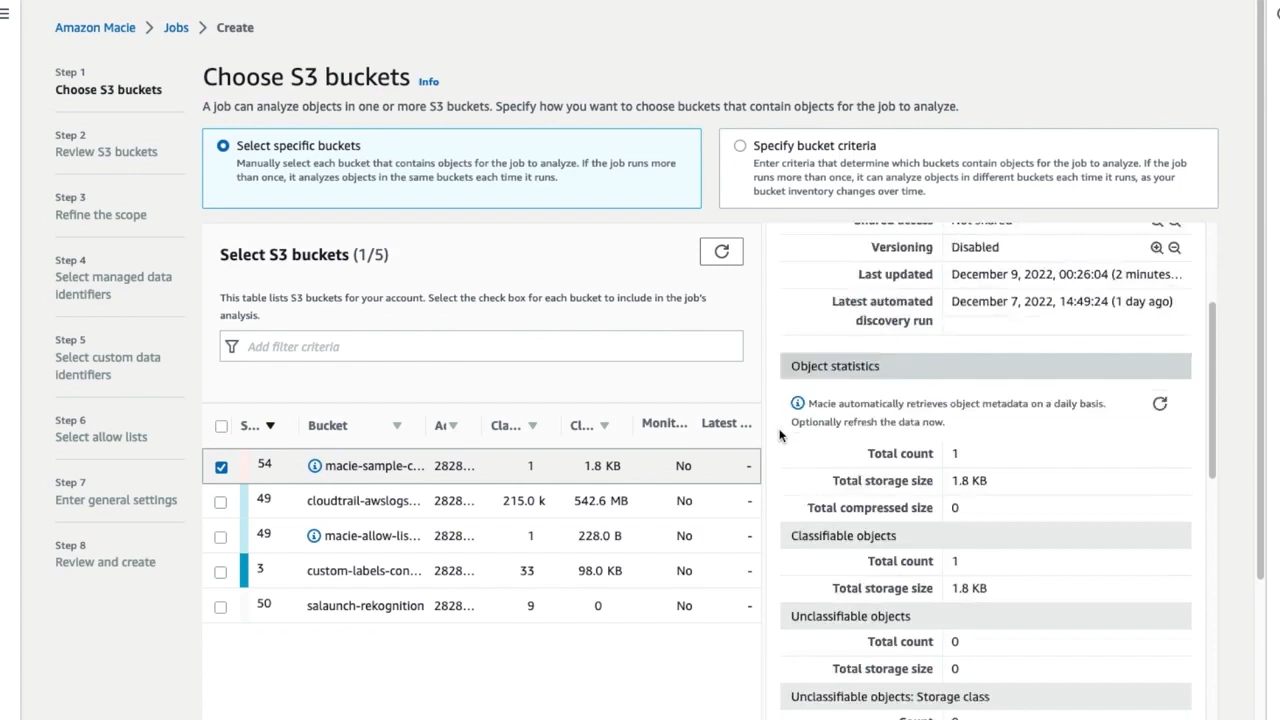 Amazon Macie > Jobs > Create
Step 1
Choose S3 buckets
Step 2
Review S3 buckets
Step 3
Refine the scope
Step 4
Select managed data
identifiers
Step 5
Select custom data
identifiers
Step 6
Select allow lists
Step 7
Enter general settings
Step 8
Review and create
Choose S3 buckets Info
A job can analyze objects in one or more S3 buckets. Specify how you want to choose buckets that contain objects for the job to analyze.
Select specific buckets
Manually select each bucket that contains objects for the job to analyze. If the job runs more
than once, it analyzes objects in the same buckets each time it runs.
Specify bucket criteria
Enter criteria that determine which buckets contain objects for the job to analyze. If the job
runs more than once, it can analyze objects in different buckets each time it runs, as your
bucket inventory changes over time.
Select S3 buckets (1/5)
This table lists S3 buckets for your account. Select the check box for each bucket to include in the job's
analysis.
Add filter criteria
S... Bucket Ac Cla... Cl... Monit... Latest ...
54 macie-sample-c... 2828... 1 1.8 KB No -
49 cloudtrail-awslogs... 2828... 215.0 k 542.6 MB No -
49 macie-allow-lis... 2828... 1 228.0 B No -
3 custom-labels-con... 2828... 33 98.0 KB No -
50 salaunch-rekognition 2828... 9 0 No -
Versioning Disabled
Last updated December 9, 2022, 00:26:04 (2 minutes...
Latest automated December 7, 2022, 14:49:24 (1 day ago)
discovery run
Object statistics
Macie automatically retrieves object metadata on a daily basis.
Optionally refresh the data now.
Total count 1
Total storage size 1.8 KB
Total compressed size 0
Classifiable objects
Total count 1
Total storage size 1.8 KB
Unclassifiable objects
Total count 0
Total storage size 0
Unclassifiable objects: Storage class